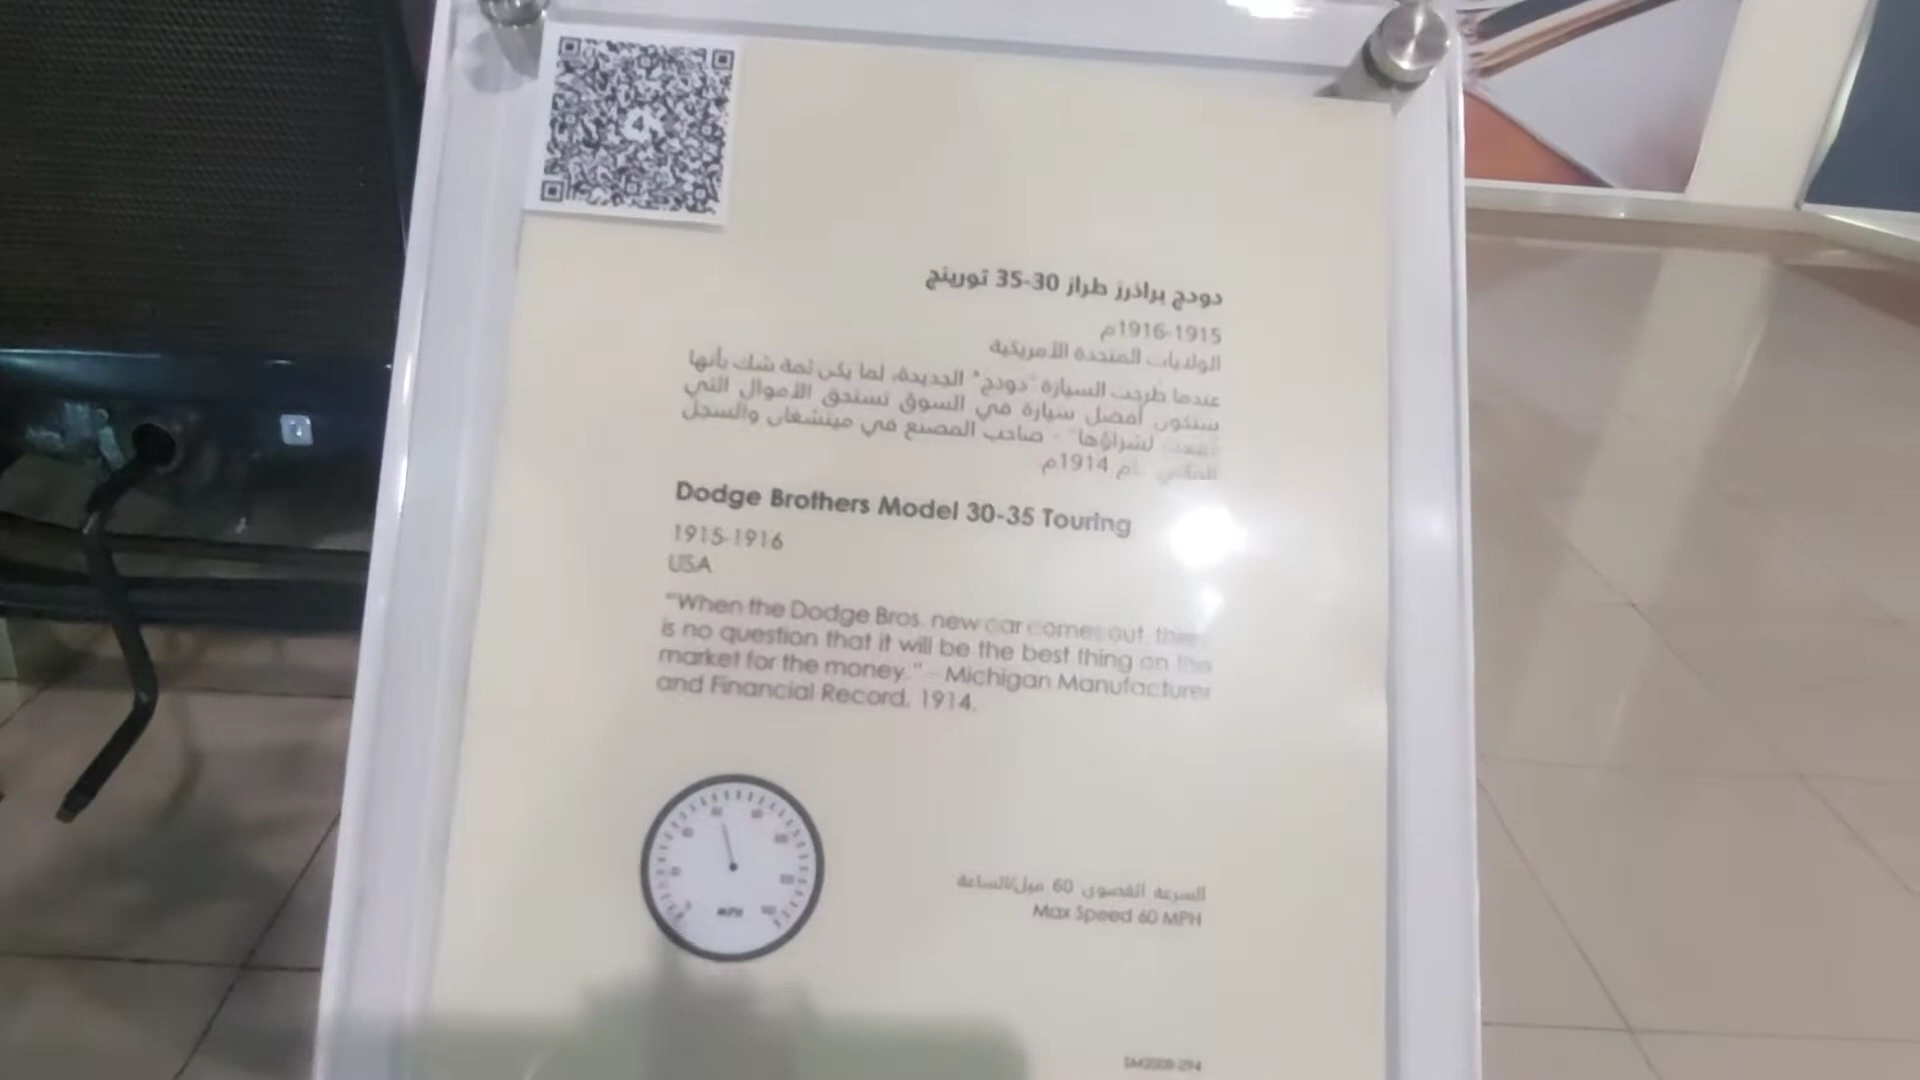 4
دودج براذرز طراز 30-35 تورينج
1915-1916م
الولايات المتحدة الأمريكية
عندما طرحت السيارة "دودج" الجديدة، لما يكن ثمة شك بأنها
ستكون أفضل سيارة في السوق تستحق الأموال التي
لشراؤها" - صاحب المصنع في ميتشغان والسجل
1914م
Dodge Brothers Model 30-35 Touring
1915-1916
USA
"When the Dodge Bros. new car comes out, there
is no question that it will be the best thing on the
market for the money." - Michigan Manufacturer
and Financial Record, 1914.
MPH
السرعة القصوى 60 ميل/الساعة
Max Speed 60 MPH